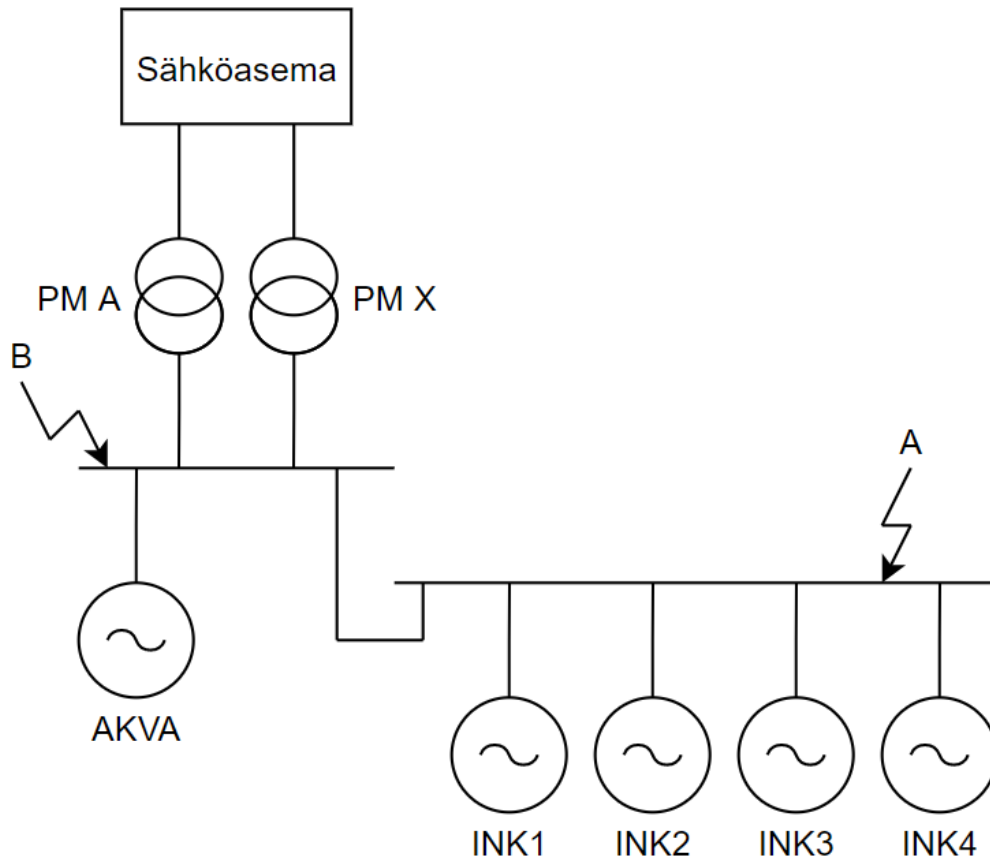 Sähköasema
PM A
PM X
B
A
AKVA
INK1
INK2
INK3
INK4